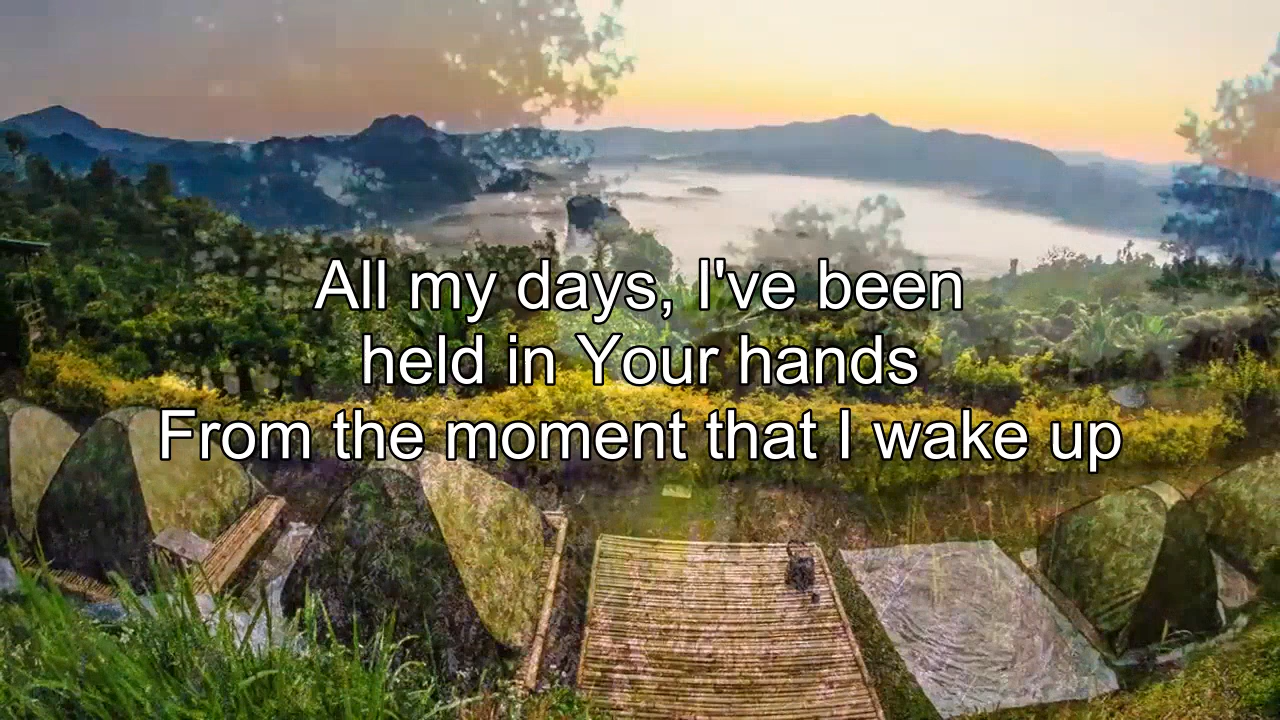 All my days, I've been
held in Your hands
From the moment that I wake up